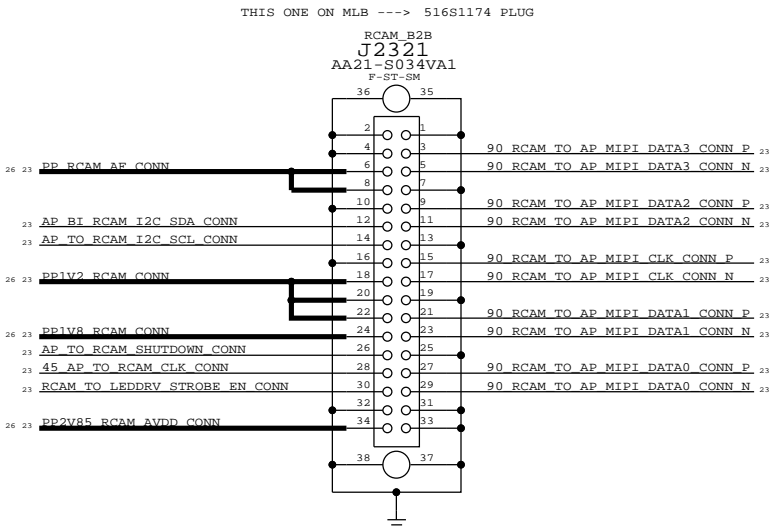 THIS ONE ON MLB ---> 516S1174 PLUG
RCAM_B2B
J2321
AA21-S034VA1
F-ST-SM
36 35
2 1
4 3 90_RCAM_TO_AP_MIPI_DATA3_CONN_P 23
26 23 PP_RCAM_AF_CONN 6 5 90_RCAM_TO_AP_MIPI_DATA3_CONN_N 23
8 7
10 9 90_RCAM_TO_AP_MIPI_DATA2_CONN_P 23
23 AP_BI_RCAM_I2C_SDA_CONN 12 11 90_RCAM_TO_AP_MIPI_DATA2_CONN_N 23
23 AP_TO_RCAM_I2C_SCL_CONN 14 13
16 15 90_RCAM_TO_AP_MIPI_CLK_CONN_P 23
26 23 PP1V2_RCAM_CONN 18 17 90_RCAM_TO_AP_MIPI_CLK_CONN_N 23
20 19
22 21 90_RCAM_TO_AP_MIPI_DATA1_CONN_P 23
26 23 PP1V8_RCAM_CONN 24 23 90_RCAM_TO_AP_MIPI_DATA1_CONN_N 23
23 AP_TO_RCAM_SHUTDOWN_CONN 26 25
23 45_AP_TO_RCAM_CLK_CONN 28 27 90_RCAM_TO_AP_MIPI_DATA0_CONN_P 23
23 RCAM_TO_LEDDRV_STROBE_EN_CONN 30 29 90_RCAM_TO_AP_MIPI_DATA0_CONN_N 23
32 31
26 23 PP2V85_RCAM_AVDD_CONN 34 33
38 37